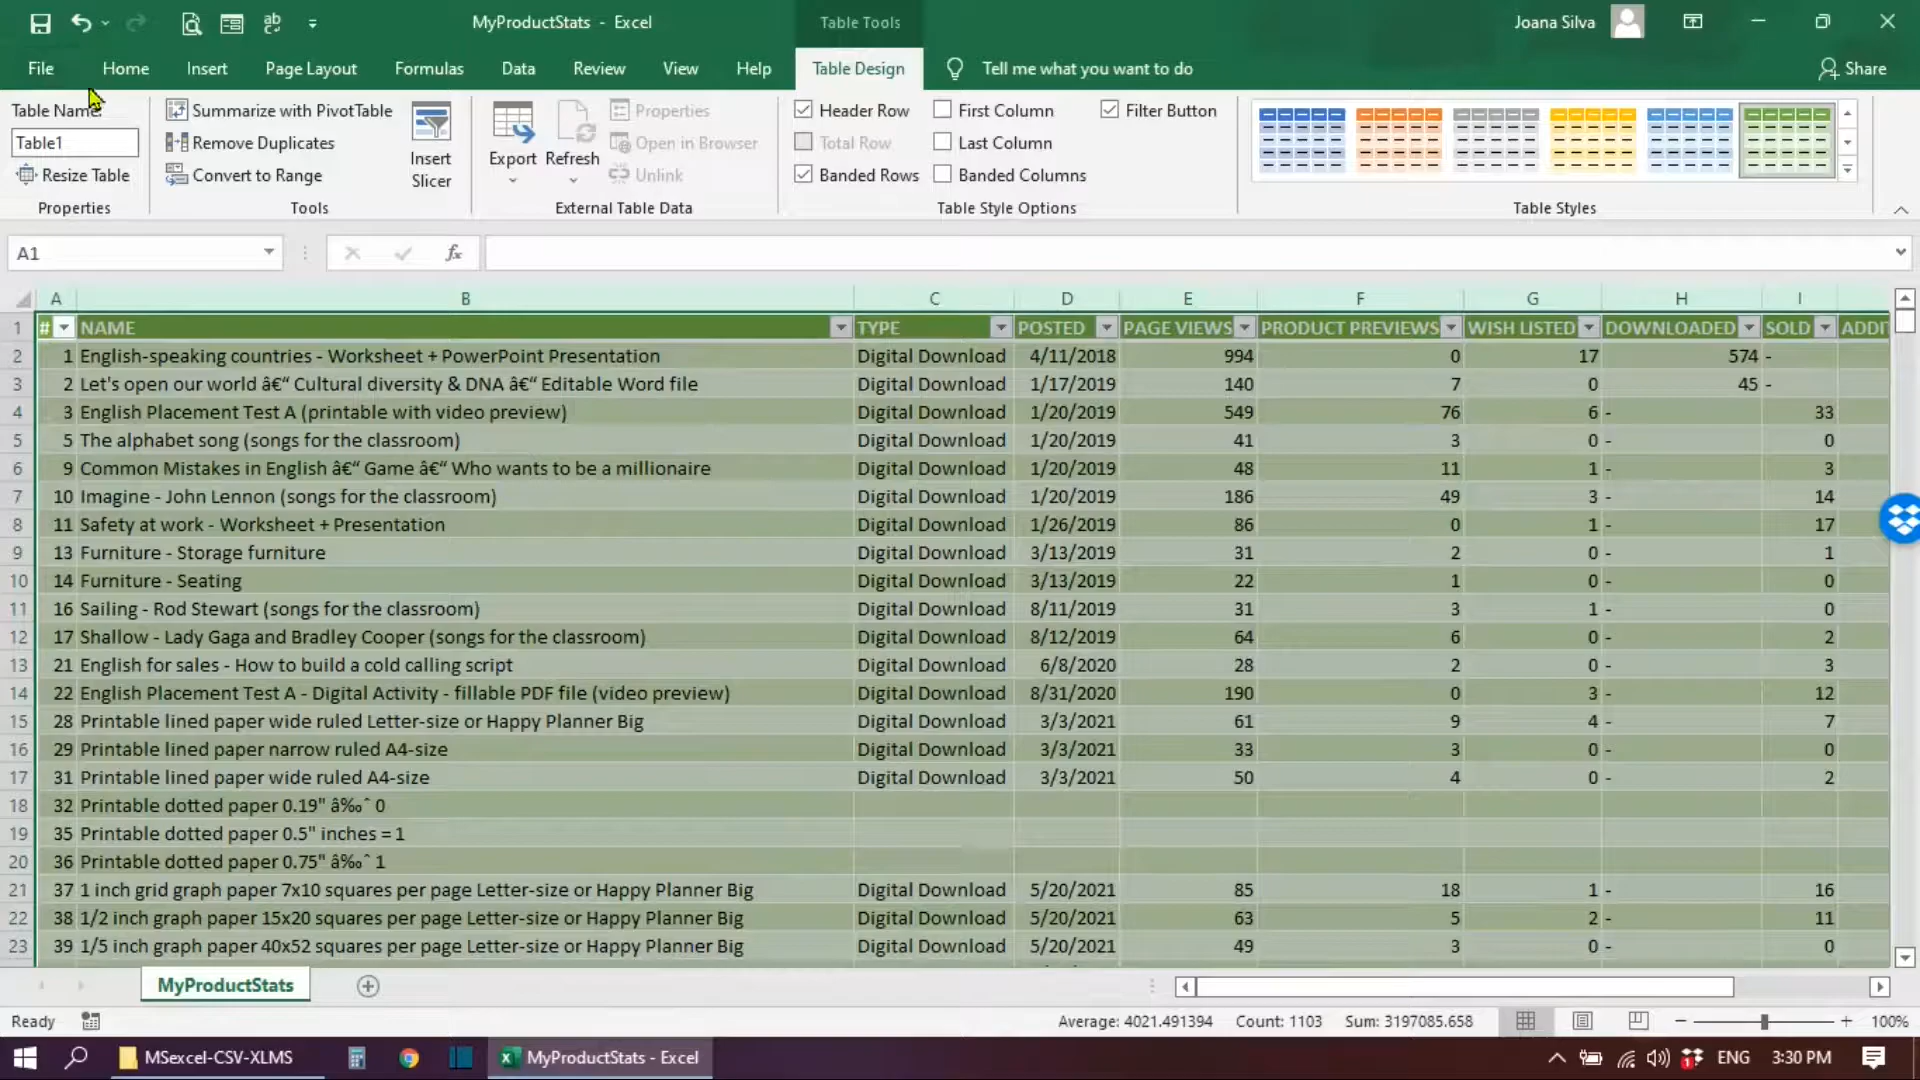 MyProductStats - Excel
Table Tools
Joana Silva
File Home Insert Page Layout Formulas Data Review View Help Table Design Tell me what you want to do Share
Table Name:
Table1
Resize Table
Properties
Summarize with PivotTable
Remove Duplicates
Convert to Range
Tools
Insert
Slicer
Export
Refresh
Properties
Open in Browser
Unlink
External Table Data
Header Row First Column Filter Button
Total Row Last Column
Banded Rows Banded Columns
Table Style Options
Table Styles
A1 fx
A B C D E F G H I
1 # NAME TYPE POSTED PAGE VIEWS PRODUCT PREVIEWS WISH LISTED DOWNLOADED SOLD ADDI
2 1 English-speaking countries - Worksheet + PowerPoint Presentation Digital Download 4/11/2018 994 0 17 574 -
3 2 Let's open our world â€“ Cultural diversity & DNA â€“ Editable Word file Digital Download 1/17/2019 140 7 0 45 -
4 3 English Placement Test A (printable with video preview) Digital Download 1/20/2019 549 76 6 - 33
5 5 The alphabet song (songs for the classroom) Digital Download 1/20/2019 41 3 0 - 0
6 9 Common Mistakes in English â€“ Game â€“ Who wants to be a millionaire Digital Download 1/20/2019 48 11 1 - 3
7 10 Imagine - John Lennon (songs for the classroom) Digital Download 1/20/2019 186 49 3 - 14
8 11 Safety at work - Worksheet + Presentation Digital Download 1/26/2019 86 0 1 - 17
9 13 Furniture - Storage furniture Digital Download 3/13/2019 31 2 0 - 1
10 14 Furniture - Seating Digital Download 3/13/2019 22 1 0 - 0
11 16 Sailing - Rod Stewart (songs for the classroom) Digital Download 8/11/2019 31 3 1 - 0
12 17 Shallow - Lady Gaga and Bradley Cooper (songs for the classroom) Digital Download 8/12/2019 64 6 0 - 2
13 21 English for sales - How to build a cold calling script Digital Download 6/8/2020 28 2 0 - 3
14 22 English Placement Test A - Digital Activity - fillable PDF file (video preview) Digital Download 8/31/2020 190 0 3 - 12
15 28 Printable lined paper wide ruled Letter-size or Happy Planner Big Digital Download 3/3/2021 61 9 4 - 7
16 29 Printable lined paper narrow ruled A4-size Digital Download 3/3/2021 33 3 0 - 0
17 31 Printable lined paper wide ruled A4-size Digital Download 3/3/2021 50 4 0 - 2
18 32 Printable dotted paper 0.19" â‰ˆ 0
19 35 Printable dotted paper 0.5" inches = 1
20 36 Printable dotted paper 0.75" â‰ˆ 1
21 37 1 inch grid graph paper 7x10 squares per page Letter-size or Happy Planner Big Digital Download 5/20/2021 85 18 1 - 16
22 38 1/2 inch graph paper 15x20 squares per page Letter-size or Happy Planner Big Digital Download 5/20/2021 63 5 2 - 11
23 39 1/5 inch graph paper 40x52 squares per page Letter-size or Happy Planner Big Digital Download 5/20/2021 49 3 0 - 0
MyProductStats
Ready Average: 4021.491394 Count: 1103 Sum: 3197085.658 100%
MSexcel-CSV-XLMS MyProductStats - Excel ENG 3:30 PM